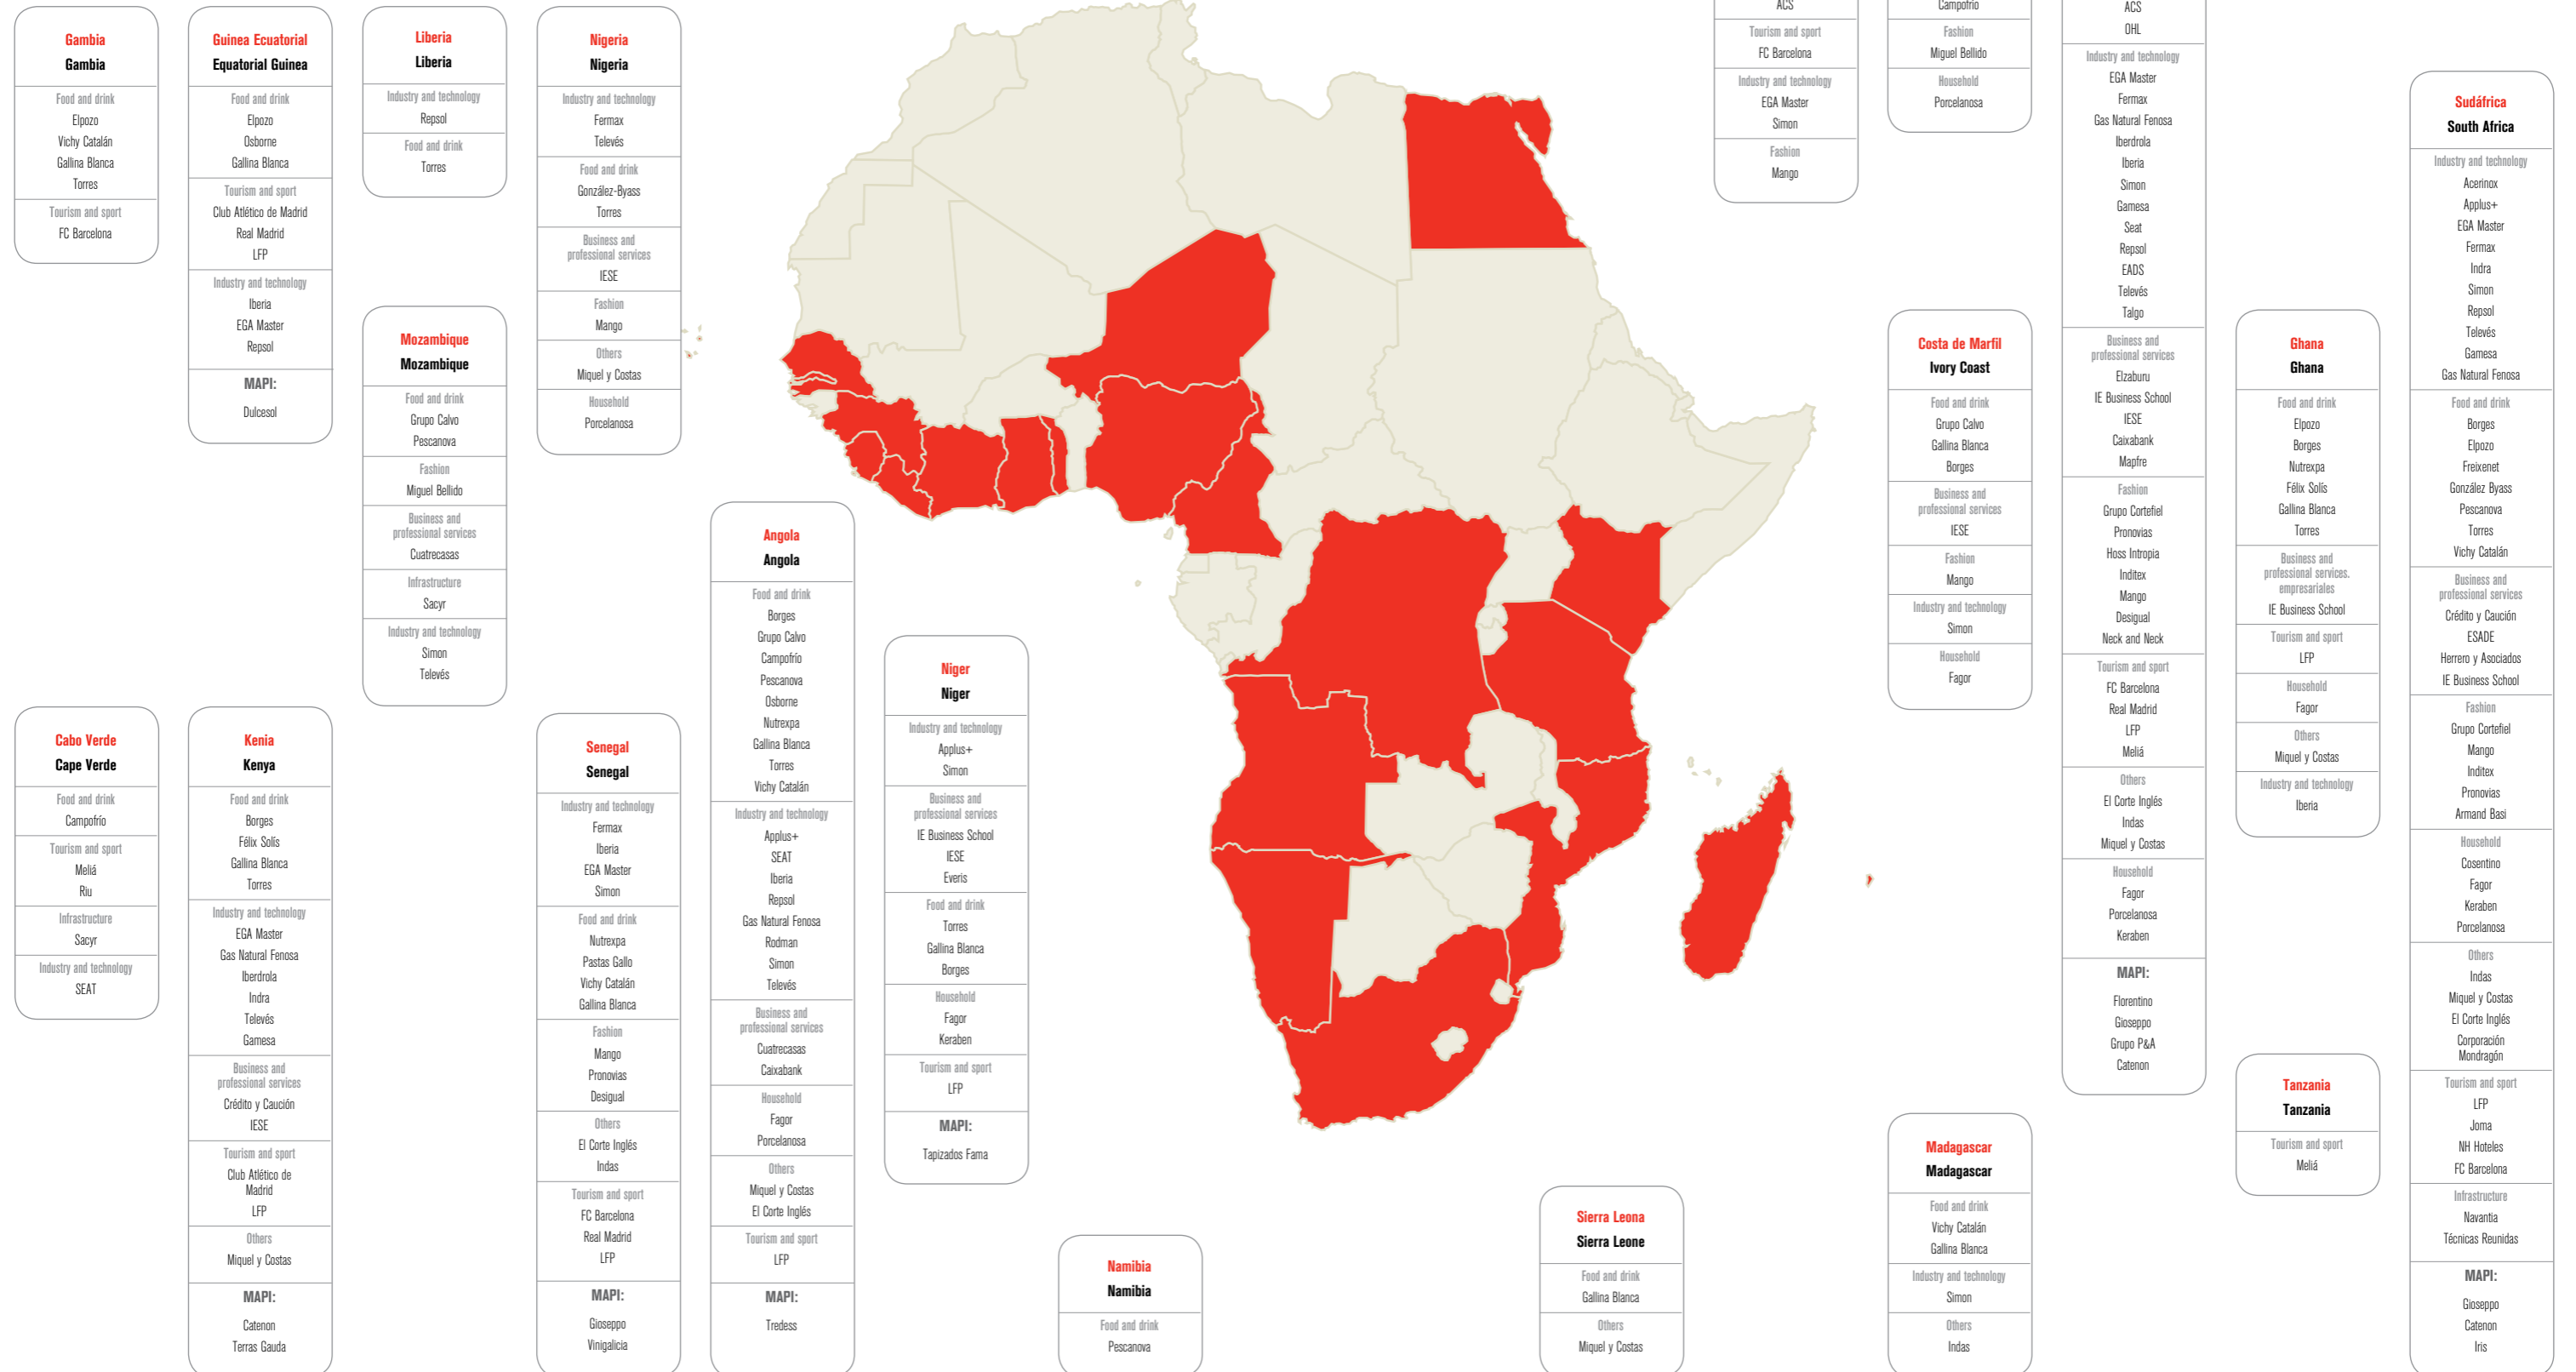 Gambia
Gambia
Food and drink
Elpozo
Vichy Catalán
Gallina Blanca
Torres
Tourism and sport
FC Barcelona
Guinea Ecuatorial
Equatorial Guinea
Food and drink
Elpozo
Osborne
Gallina Blanca
Tourism and sport
Club Atlético de Madrid
Real Madrid
LFP
Industry and technology
Iberia
EGA Master
Repsol
MAPI:
Dulcesol
Liberia
Liberia
Industry and technology
Repsol
Food and drink
Torres
Nigeria
Nigeria
Industry and technology
Fermax
Televés
Food and drink
González-Byass
Torres
Business and
professional services
IESE
Fashion
Mango
Others
Miquel y Costas
Household
Porcelanosa
Mozambique
Mozambique
Food and drink
Grupo Calvo
Pescanova
Fashion
Miguel Bellido
Business and
professional services
Cuatrecasas
Infrastructure
Sacyr
Industry and technology
Simon
Televés
Cabo Verde
Cape Verde
Food and drink
Campofrío
Tourism and sport
Meliá
Riu
Infrastructure
Sacyr
Industry and technology
SEAT
Kenia
Kenya
Food and drink
Borges
Félix Solís
Gallina Blanca
Torres
Industry and technology
EGA Master
Gas Natural Fenosa
Iberdrola
Indra
Televés
Gamesa
Business and
professional services
Crédito y Caución
IESE
Tourism and sport
Club Atlético de
Madrid
LFP
Others
Miquel y Costas
MAPI:
Catenon
Terras Gauda
Senegal
Senegal
Industry and technology
Fermax
Iberia
EGA Master
Simon
Food and drink
Nutrexpa
Pastas Gallo
Vichy Catalán
Gallina Blanca
Fashion
Mango
Pronovias
Desigual
Others
El Corte Inglés
Indas
Tourism and sport
FC Barcelona
Real Madrid
LFP
MAPI:
Gioseppo
Vinigalicia
Angola
Angola
Food and drink
Borges
Grupo Calvo
Campofrío
Pescanova
Osborne
Nutrexpa
Gallina Blanca
Torres
Vichy Catalán
Industry and technology
Applus+
SEAT
Iberia
Repsol
Gas Natural Fenosa
Rodman
Simon
Televés
Business and
professional services
Cuatrecasas
Caixabank
Household
Fagor
Porcelanosa
Others
Miquel y Costas
El Corte Inglés
Tourism and sport
LFP
MAPI:
Tredess
Niger
Niger
Industry and technology
Applus+
Simon
Business and
professional services
IE Business School
IESE
Everis
Food and drink
Torres
Gallina Blanca
Borges
Household
Fagor
Keraben
Tourism and sport
LFP
MAPI:
Tapizados Fama
Namibia
Namibia
Food and drink
Pescanova
Sierra Leona
Sierra Leone
Food and drink
Gallina Blanca
Others
Miquel y Costas
ACS
Tourism and sport
FC Barcelona
Industry and technology
EGA Master
Simon
Fashion
Mango
Campofrío
Fashion
Miguel Bellido
Household
Porcelanosa
Costa de Marfil
Ivory Coast
Food and drink
Grupo Calvo
Gallina Blanca
Borges
Business and
professional services
IESE
Fashion
Mango
Industry and technology
Simon
Household
Fagor
Madagascar
Madagascar
Food and drink
Vichy Catalán
Gallina Blanca
Industry and technology
Simon
Others
Indas
ACS
OHL
Industry and technology
EGA Master
Fermax
Gas Natural Fenosa
Iberdrola
Iberia
Simon
Gamesa
Seat
Repsol
EADS
Televés
Talgo
Business and
professional services
Elzaburu
IE Business School
IESE
Caixabank
Mapfre
Fashion
Grupo Cortefiel
Pronovias
Hoss Intropia
Inditex
Mango
Desigual
Neck and Neck
Tourism and sport
FC Barcelona
Real Madrid
LFP
Meliá
Others
El Corte Inglés
Indas
Miquel y Costas
Household
Fagor
Porcelanosa
Keraben
MAPI:
Florentino
Gioseppo
Grupo P&A
Catenon
Ghana
Ghana
Food and drink
Elpozo
Borges
Nutrexpa
Félix Solís
Gallina Blanca
Torres
Business and
professional services.
empresariales
IE Business School
Tourism and sport
LFP
Household
Fagor
Others
Miquel y Costas
Industry and technology
Iberia
Tanzania
Tanzania
Tourism and sport
Meliá
Sudáfrica
South Africa
Industry and technology
Acerinox
Applus+
EGA Master
Fermax
Indra
Simon
Repsol
Televés
Gamesa
Gas Natural Fenosa
Food and drink
Borges
Elpozo
Freixenet
González Byass
Pescanova
Torres
Vichy Catalán
Business and
professional services
Crédito y Caución
ESADE
Herrero y Asociados
IE Business School
Fashion
Grupo Cortefiel
Mango
Inditex
Pronovias
Armand Basi
Household
Cosentino
Fagor
Keraben
Porcelanosa
Others
Indas
Miquel y Costas
El Corte Inglés
Corporación
Mondragón
Tourism and sport
LFP
Joma
NH Hoteles
FC Barcelona
Infrastructure
Navantia
Técnicas Reunidas
MAPI:
Gioseppo
Catenon
Iris